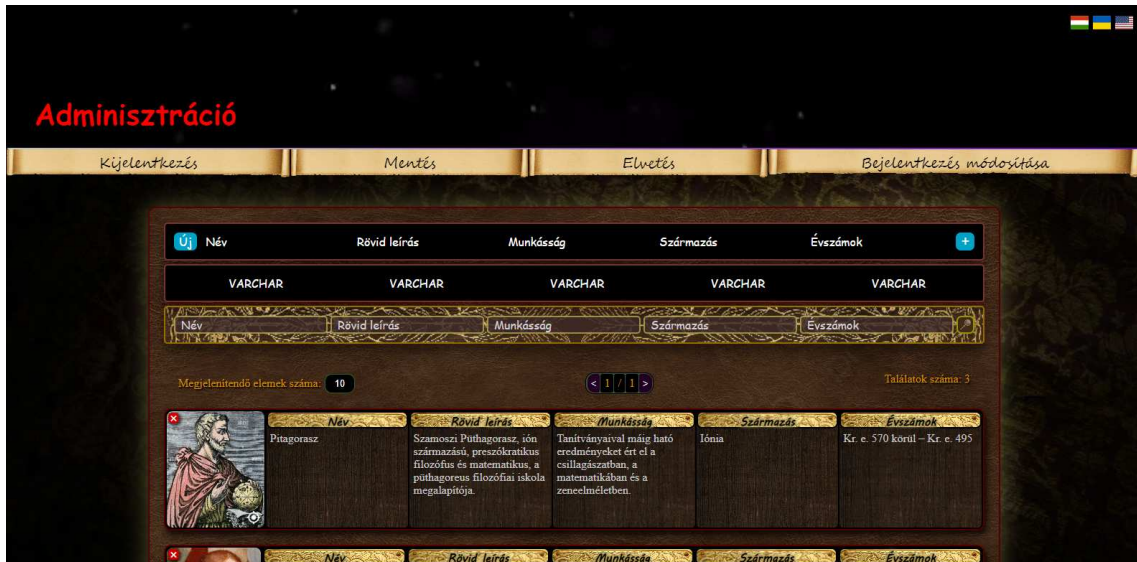 Adminisztráció
Kijelentkezés Mentés Elvetés Bejelentkezés módosítása
Új Név Rövid leírás Munkásság Származás Évszámok +
VARCHAR VARCHAR VARCHAR VARCHAR VARCHAR
Név Rövid leírás Munkásság Származás Évszámok
Megjelenítendő elemek száma: 10 < 1 / 1 > Találatok száma: 3
Név Rövid leírás Munkásság Származás Évszámok
Pitagorasz
Szamoszi Püthagorasz, ión
származású, preszókratikus
filozófus és matematikus, a
püthagoreus filozófiai iskola
megalapítója.
Tanítványaival máig ható
eredményeket ért el a
csillagászatban, a
matematikában és a
zeneelméletben.
Iónia
Kr. e. 570 körül – Kr. e. 495
Név Rövid leírás Munkásság Származás Évszámok